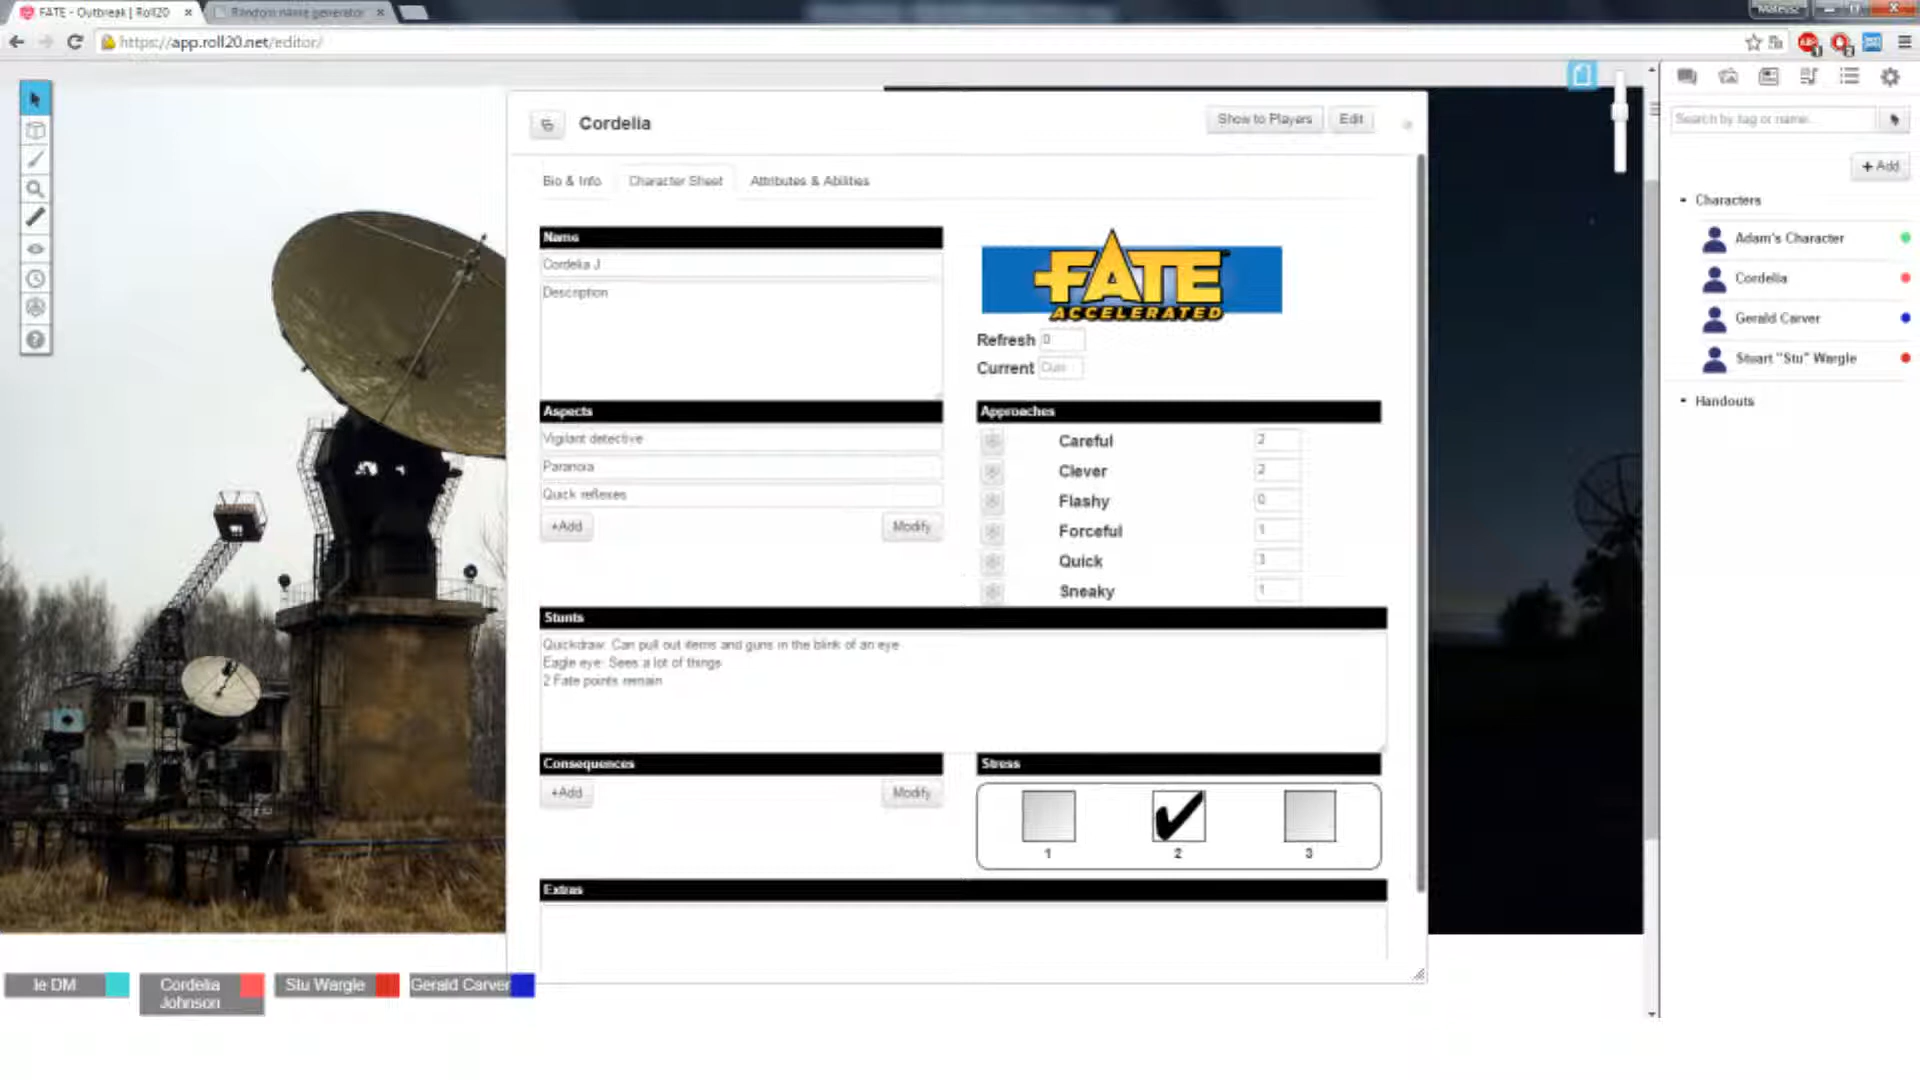 FATE - Outbreak | Roll20
Random name generator
Mateusz
https://app.roll20.net/editor/
Cordelia
Show to Players
Edit
Search by tag or name...
+ Add
Bio & Info
Character Sheet
Attributes & Abilities
Characters
Adam's Character
Cordelia
Gerald Carver
Stuart "Stu" Wargle
Handouts
Name
Cordelia J
Description
FATE
ACCELERATED
Refresh 0
Current Curr
Aspects
Vigilant detective
Paranoia
Quick reflexes
+Add
Modify
Approaches
Careful 2
Clever 2
Flashy 0
Forceful 1
Quick 3
Sneaky 1
Stunts
Quickdraw: Can pull out items and guns in the blink of an eye
Eagle eye: Sees a lot of things
2 Fate points remain
Consequences
+Add
Modify
Stress
1 2 3
Extras
le DM
Cordelia
Johnson
Stu Wargle
Gerald Carver